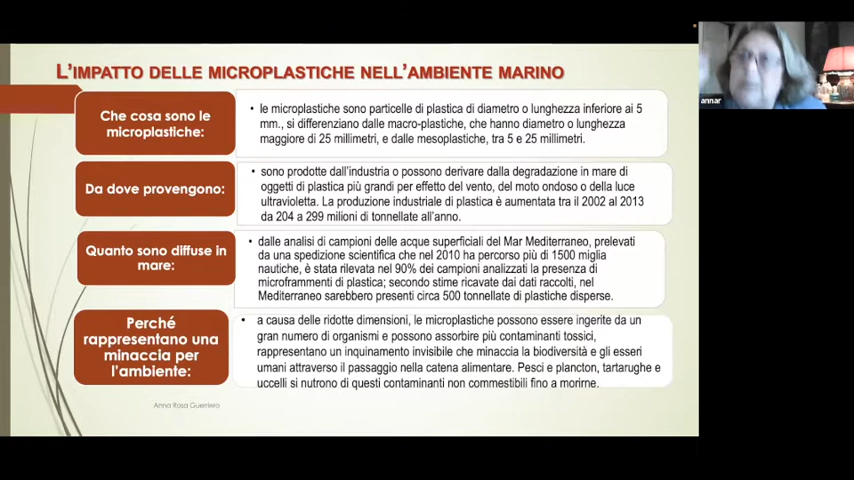 L'IMPATTO DELLE MICROPLASTICHE NELL'AMBIENTE MARINO
annar
Che cosa sono le
microplastiche:
• le microplastiche sono particelle di plastica di diametro o lunghezza inferiore ai 5
mm., si differenziano dalle macro-plastiche, che hanno diametro o lunghezza
maggiore di 25 millimetri, e dalle mesoplastiche, tra 5 e 25 millimetri.
Da dove provengono:
• sono prodotte dall'industria o possono derivare dalla degradazione in mare di
oggetti di plastica più grandi per effetto del vento, del moto ondoso o della luce
ultravioletta. La produzione industriale di plastica è aumentata tra il 2002 al 2013
da 204 a 299 milioni di tonnellate all'anno.
Quanto sono diffuse in
mare:
• dalle analisi di campioni delle acque superficiali del Mar Mediterraneo, prelevati
da una spedizione scientifica che nel 2010 ha percorso più di 1500 miglia
nautiche, è stata rilevata nel 90% dei campioni analizzati la presenza di
microframmenti di plastica; secondo stime ricavate dai dati raccolti, nel
Mediterraneo sarebbero presenti circa 500 tonnellate di plastiche disperse.
Perché
rappresentano una
minaccia per
l'ambiente:
• a causa delle ridotte dimensioni, le microplastiche possono essere ingerite da un
gran numero di organismi e possono assorbire più contaminanti tossici,
rappresentano un inquinamento invisibile che minaccia la biodiversità e gli esseri
umani attraverso il passaggio nella catena alimentare. Pesci e plancton, tartarughe e
uccelli si nutrono di questi contaminanti non commestibili fino a morirne.
Anna Rosa Guerriero